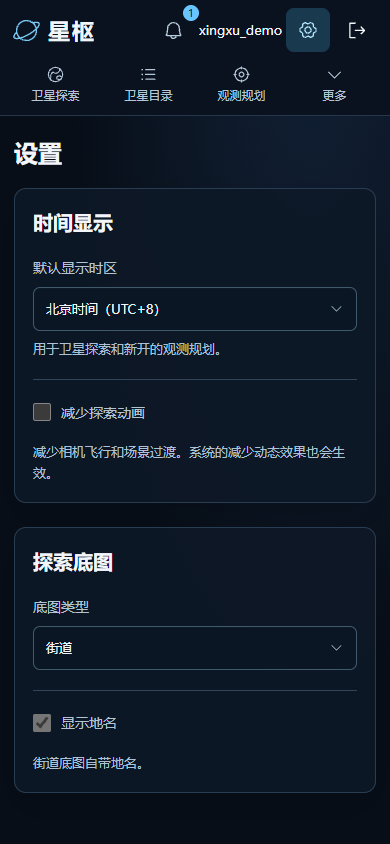 星枢
1
xingxu_demo
卫星探索
卫星目录
观测规划
更多
设置
时间显示
默认显示时区
北京时间（UTC+8）
用于卫星探索和新开的观测规划。
减少探索动画
减少相机飞行和场景过渡。系统的减少动态效果也会生
效。
探索底图
底图类型
街道
显示地名
街道底图自带地名。